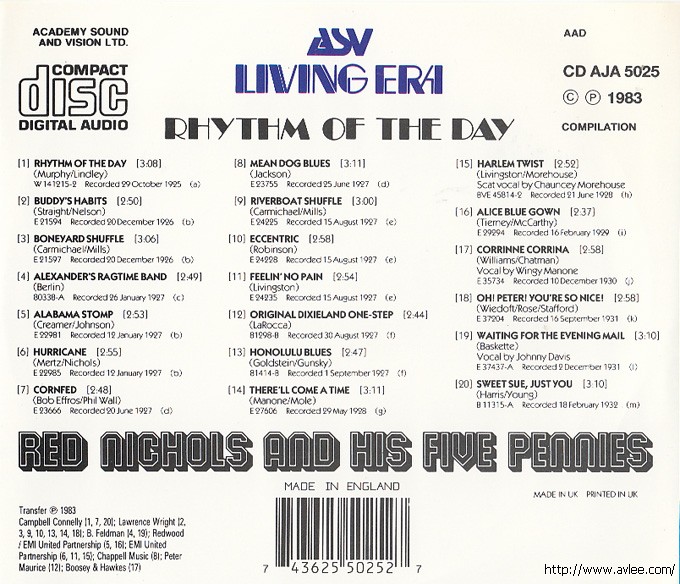 ACADEMY SOUND
AND VISION LTD.
COMPACT
disc
DIGITAL AUDIO
ASV
LIVING ERA
RHYTHM OF THE DAY
AAD
CD AJA 5025
© ℗ 1983
COMPILATION
[1] RHYTHM OF THE DAY [3:08]
(Murphy/Lindley)
W 141215-2 Recorded 29 October 1925 (a)
[2] BUDDY'S HABITS [2:50]
(Straight/Nelson)
E 21594 Recorded 20 December 1926 (b)
[3] BONEYARD SHUFFLE [3:06]
(Carmichael/Mills)
E 21597 Recorded 20 December 1926 (b)
[4] ALEXANDER'S RAGTIME BAND [2:49]
(Berlin)
80338-A Recorded 26 January 1927 (c)
[5] ALABAMA STOMP [2:53]
(Creamer/Johnson)
E 22981 Recorded 12 January 1927 (b)
[6] HURRICANE [2:55]
(Mertz/Nichols)
E 22985 Recorded 12 January 1927 (b)
[7] CORNFED [2:48]
(Bob Effros/Phil Wall)
E 23666 Recorded 20 June 1927 (d)
[8] MEAN DOG BLUES [3:11]
(Jackson)
E23755 Recorded 25 June 1927 (d)
[9] RIVERBOAT SHUFFLE [3:00]
(Carmichael/Mills)
E 24225 Recorded 15 August 1927 (e)
[10] ECCENTRIC [2:58]
(Robinson)
E 24228 Recorded 15 August 1927 (e)
[11] FEELIN' NO PAIN [2:54]
(Livingston)
E 24235 Recorded 15 August 1927 (e)
[12] ORIGINAL DIXIELAND ONE-STEP [2:44]
(LaRocca)
81298-B Recorded 30 August 1927 (f)
[13] HONOLULU BLUES [2:47]
(Goldstein/Gunsky)
81414-B Recorded 1 September 1927 (f)
[14] THERE'LL COME A TIME [3:11]
(Manone/Mole)
E 27606 Recorded 29 May 1928 (g)
[15] HARLEM TWIST [2:52]
(Livingston/Morehouse)
Scat vocal by Chauncey Morehouse
BVE 45814-2 Recorded 21 June 1928 (h)
[16] ALICE BLUE GOWN [2:37]
(Tierney/McCarthy)
E 29294 Recorded 16 February 1929 (i)
[17] CORRINNE CORRINA [2:58]
(Williams/Chatman)
Vocal by Wingy Manone
E 35734 Recorded 10 December 1930 (j)
[18] OH! PETER! YOU'RE SO NICE! [2:58]
(Wiedoft/Rose/Stafford)
E 37204 Recorded 16 September 1931 (k)
[19] WAITING FOR THE EVENING MAIL [3:10]
(Baskette)
Vocal by Johnny Davis
E 37437-A Recorded 2 December 1931 (l)
[20] SWEET SUE, JUST YOU [3:10]
(Harris/Young)
B 11315-A Recorded 18 February 1932 (m)
RED NICHOLS AND HIS FIVE PENNIES
MADE IN ENGLAND
MADE IN UK PRINTED IN UK
Transfer ℗ 1983
Campbell Connelly (1, 7, 20); Lawrence Wright (2,
3, 9, 10, 13, 14, 18); B. Feldman (4, 19); Redwood
/ EMI United Partnership (5, 16); EMI United
Partnership (6, 11, 15); Chappell Music (8); Peter
Maurice (12); Boosey & Hawkes (17)
7 43625 50252 7
http://www.avlee.com/